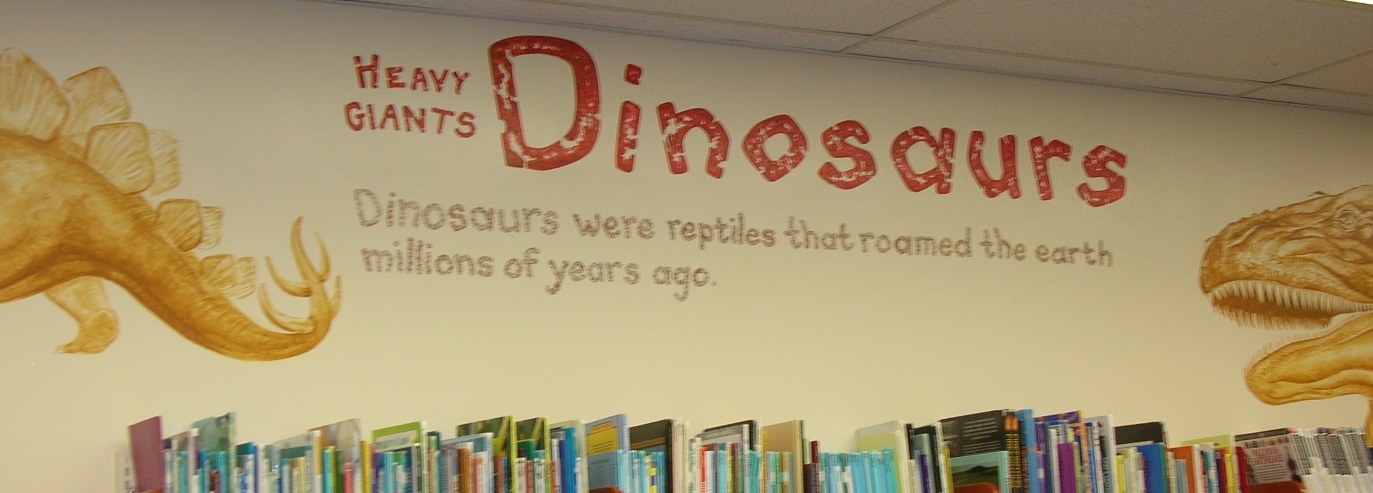 HEAVY
GIANTS
Dinosaurs
Dinosaurs were reptiles that roamed the earth
millions of years ago.